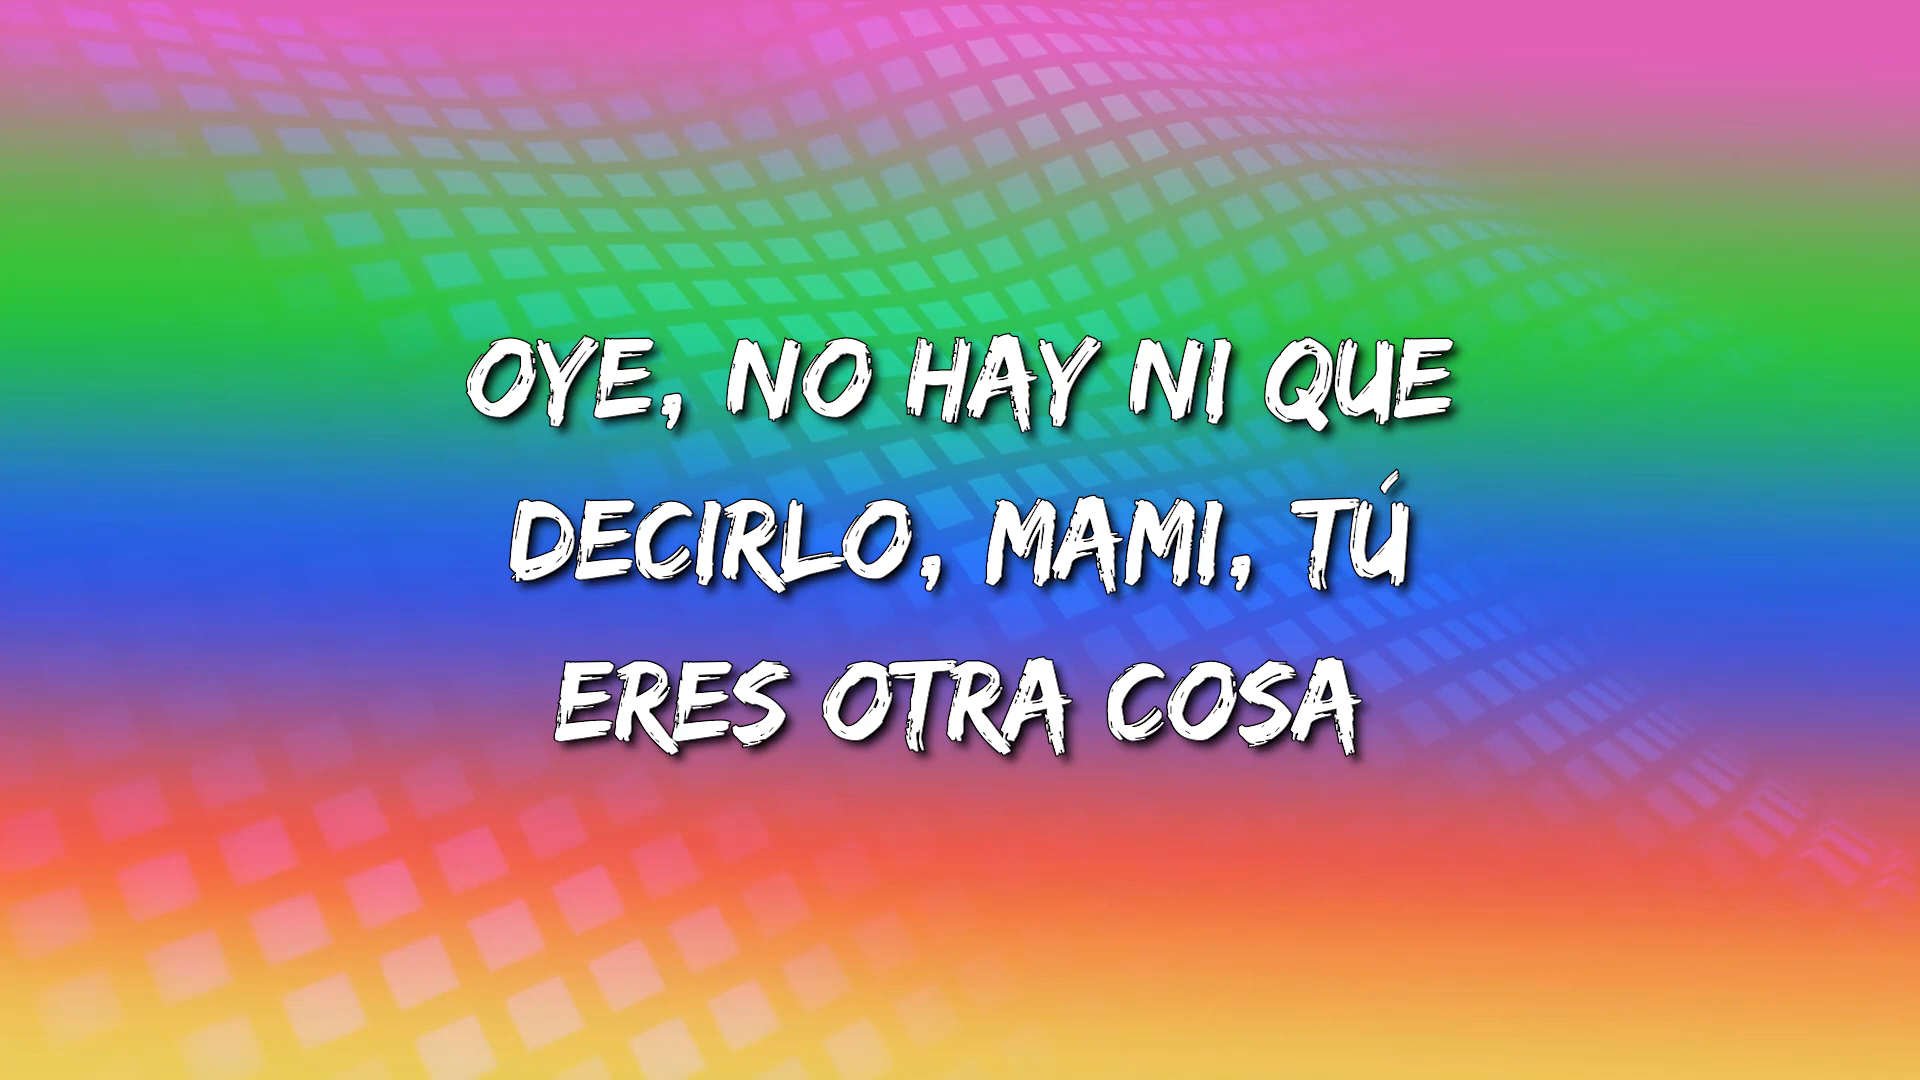 OYE, NO HAY NI QUE
DECIRLO, MAMI, TÚ
ERES OTRA COSA